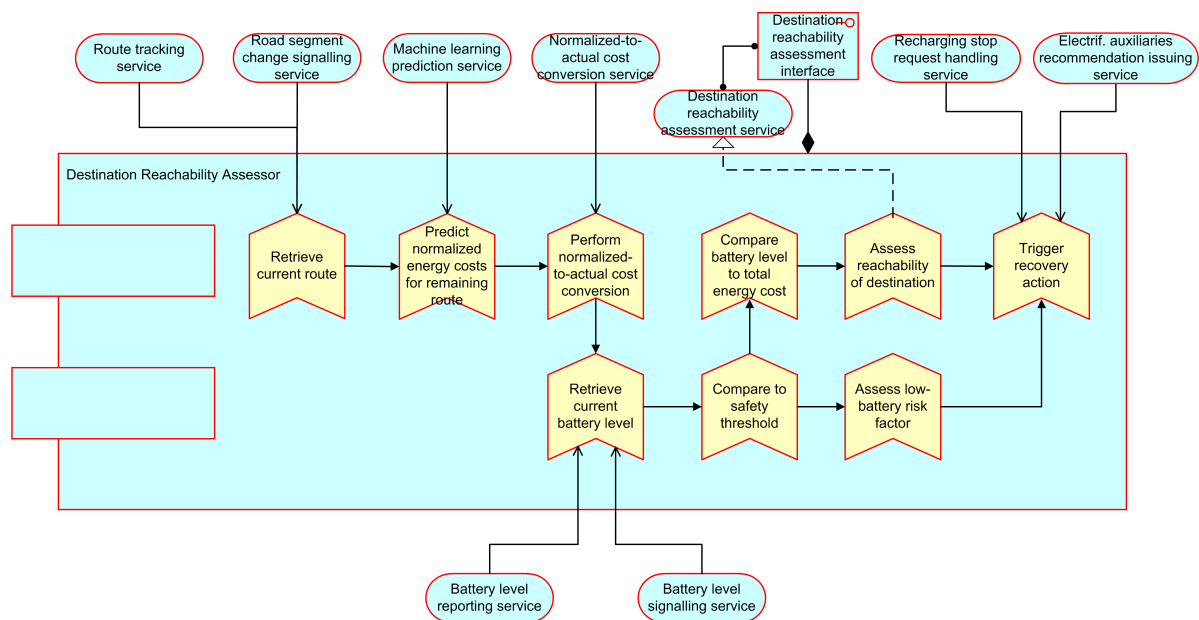 Route tracking
service
Road segment
change signalling
service
Machine learning
prediction service
Normalized-to-
actual cost
conversion service
Destination
reachability
assessment
interface
Destination
reachability
assessment service
Recharging stop
request handling
service
Electrif. auxiliaries
recommendation issuing
service
Destination Reachability Assessor
Retrieve
current route
Predict
normalized
energy costs
for remaining
route
Perform
normalized-
to-actual cost
conversion
Compare
battery level
to total
energy cost
Assess
reachability
of destination
Trigger
recovery
action
Retrieve
current
battery level
Compare to
safety
threshold
Assess low-
battery risk
factor
Battery level
reporting service
Battery level
signalling service